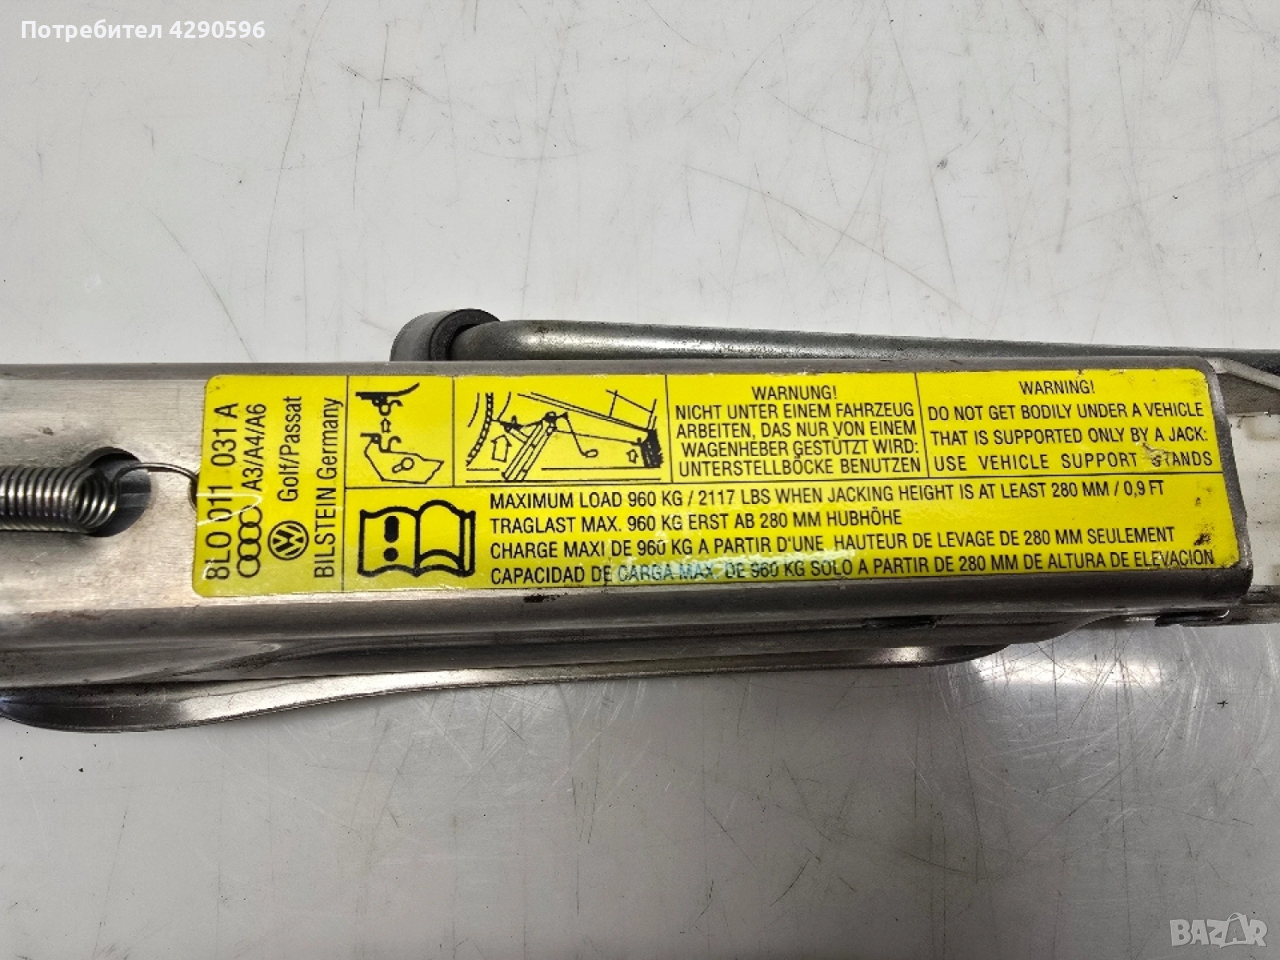 Потребител 4290596
8LO 011 031 A
A3/A4/A6
Golf/Passat
BILSTEIN Germany
WARNUNG!
NICHT UNTER EINEM FAHRZEUG
ARBEITEN, DAS NUR VON EINEM
WAGENHEBER GESTÜTZT WIRD:
UNTERSTELLBÖCKE BENUTZEN
WARNING!
DO NOT GET BODILY UNDER A VEHICLE
THAT IS SUPPORTED ONLY BY A JACK:
USE VEHICLE SUPPORT STANDS
MAXIMUM LOAD 960 KG / 2117 LBS WHEN JACKING HEIGHT IS AT LEAST 280 MM / 0,9 FT
TRAGLAST MAX. 960 KG ERST AB 280 MM HUBHÖHE
CHARGE MAXI DE 960 KG A PARTIR D'UNE HAUTEUR DE LEVAGE DE 280 MM SEULEMENT
CAPACIDAD DE CARGA MAX. DE 960 KG SOLO A PARTIR DE 280 MM DE ALTURA DE ELEVACION
BAZAR